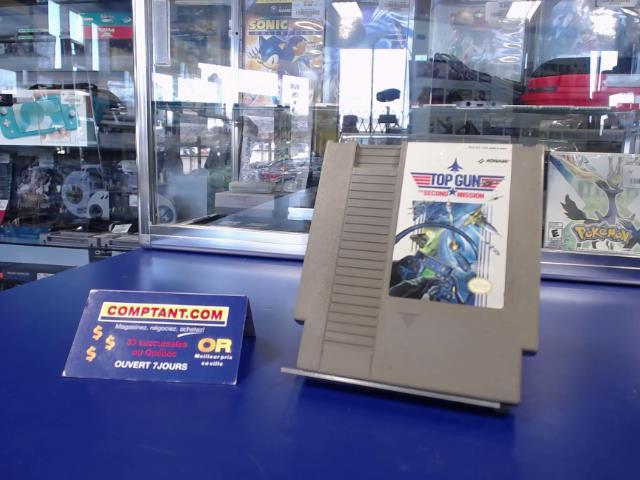 SONIC
KONAMI
TOP GUN
THE SECOND MISSION
POKéMON
E
COMPTANT.COM
Magasinez, négociez, achetez!
$
$
$
$
33 succursales
au Québec
OUVERT 7JOURS
OR
Meilleur prix
en ville